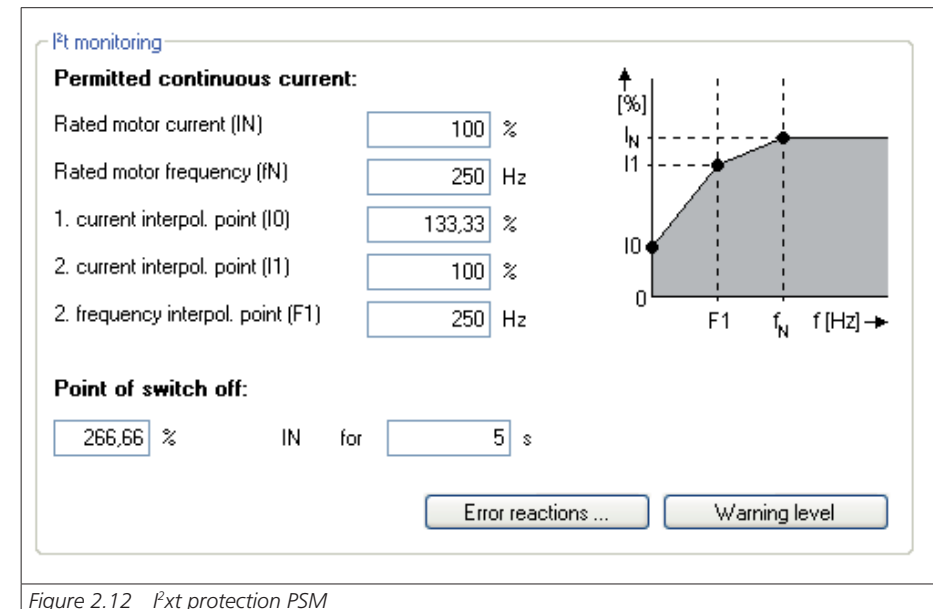 I²t monitoring
Permitted continuous current:
Rated motor current (IN) 100 %
Rated motor frequency (fN) 250 Hz
1. current interpol. point (I0) 133,33 %
2. current interpol. point (I1) 100 %
2. frequency interpol. point (F1) 250 Hz
[%]
IN
I1
I0
0
F1 fN f [Hz]
Point of switch off:
266,66 % IN for 5 s
Error reactions ... Warning level
Figure 2.12 I²xt protection PSM